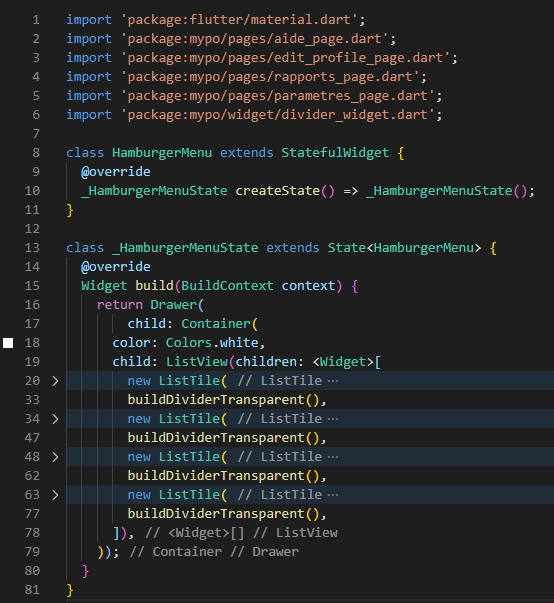 1 import 'package:flutter/material.dart';
2 import 'package:mypo/pages/aide_page.dart';
3 import 'package:mypo/pages/edit_profile_page.dart';
4 import 'package:mypo/pages/rapports_page.dart';
5 import 'package:mypo/pages/parametres_page.dart';
6 import 'package:mypo/widget/divider_widget.dart';
7
8 class HamburgerMenu extends StatefulWidget {
9   @override
10   _HamburgerMenuState createState() => _HamburgerMenuState();
11 }
12
13 class _HamburgerMenuState extends State<HamburgerMenu> {
14   @override
15   Widget build(BuildContext context) {
16     return Drawer(
17         child: Container(
18       color: Colors.white,
19       child: ListView(children: <Widget>[
20 >       new ListTile( // ListTile ⋯
33         buildDividerTransparent(),
34 >       new ListTile( // ListTile ⋯
47         buildDividerTransparent(),
48 >       new ListTile( // ListTile ⋯
62         buildDividerTransparent(),
63 >       new ListTile( // ListTile ⋯
77         buildDividerTransparent(),
78       ]), // <Widget>[] // ListView
79     )); // Container // Drawer
80   }
81 }